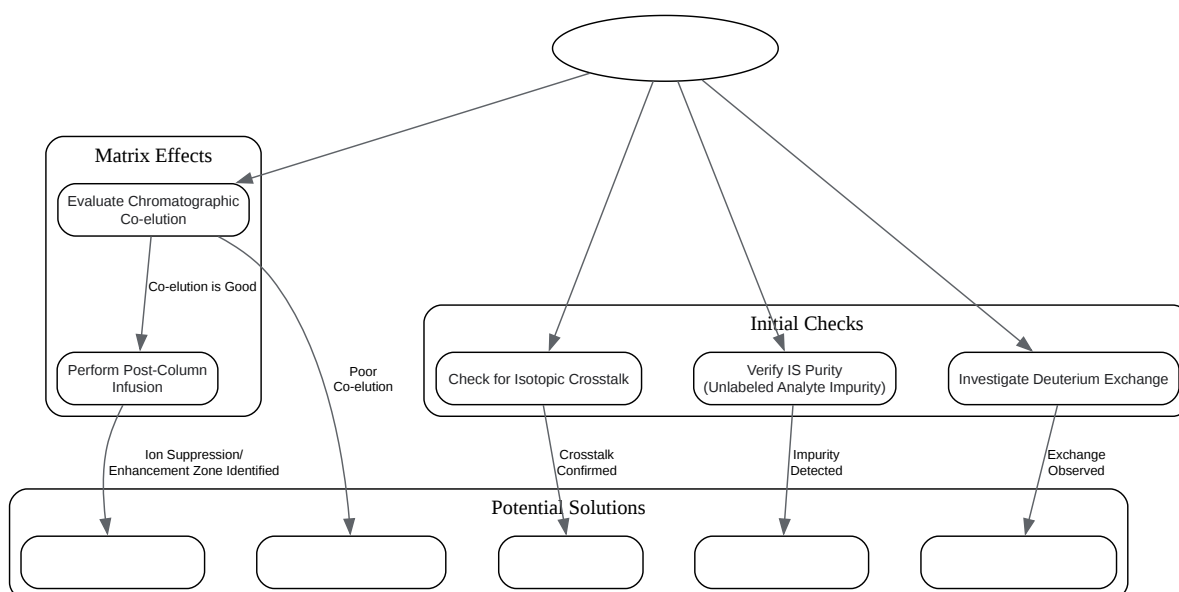 Matrix Effects
Evaluate Chromatographic
Co-elution
Co-elution is Good
Initial Checks
Perform Post-Column
Infusion
Poor
Co-elution
Check for Isotopic Crosstalk
Verify IS Purity
(Unlabeled Analyte Impurity)
Investigate Deuterium Exchange
Ion Suppression/
Enhancement Zone Identified
Crosstalk
Confirmed
Impurity
Detected
Exchange
Observed
Potential Solutions